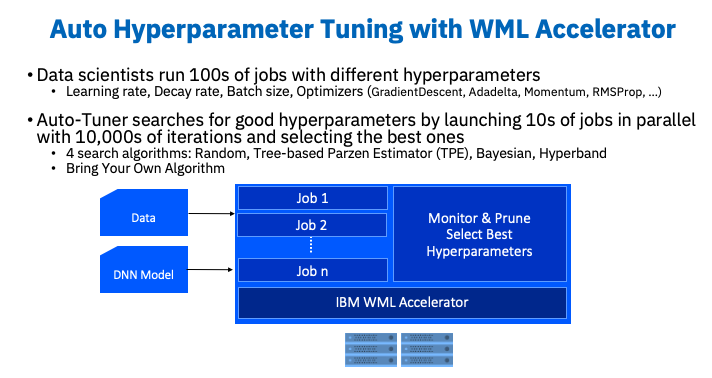 Auto Hyperparameter Tuning with WML Accelerator
• Data scientists run 100s of jobs with different hyperparameters
• Learning rate, Decay rate, Batch size, Optimizers (GradientDescent, Adadelta, Momentum, RMSProp, ...)
• Auto-Tuner searches for good hyperparameters by launching 10s of jobs in parallel
with 10,000s of iterations and selecting the best ones
• 4 search algorithms: Random, Tree-based Parzen Estimator (TPE), Bayesian, Hyperband
• Bring Your Own Algorithm
Data
DNN Model
Job 1
Job 2
Job n
Monitor & Prune
Select Best
Hyperparameters
IBM WML Accelerator